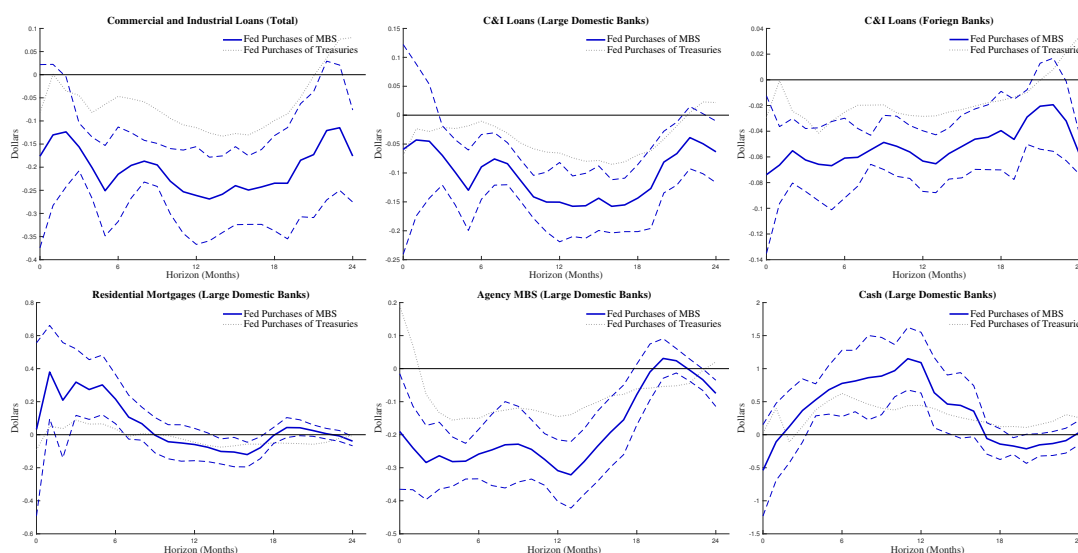 Commercial and Industrial Loans (Total)
Fed Purchases of MBS
Fed Purchases of Treasuries
0.1
0.05
0
-0.05
-0.1
-0.15
-0.2
-0.25
-0.3
-0.35
-0.4
Dollars
0 6 12 18 24
Horizon (Months)
C&I Loans (Large Domestic Banks)
Fed Purchases of MBS
Fed Purchases of Treasuries
0.15
0.1
0.05
0
-0.05
-0.1
-0.15
-0.2
-0.25
Dollars
0 6 12 18 24
Horizon (Months)
C&I Loans (Foriegn Banks)
Fed Purchases of MBS
Fed Purchases of Treasuries
0.04
0.02
0
-0.02
-0.04
-0.06
-0.08
-0.1
-0.12
-0.14
Dollars
0 6 12 18 24
Horizon (Months)
Residential Mortgages (Large Domestic Banks)
Fed Purchases of MBS
Fed Purchases of Treasuries
0.8
0.6
0.4
0.2
0
-0.2
-0.4
-0.6
Dollars
0 6 12 18 24
Horizon (Months)
Agency MBS (Large Domestic Banks)
Fed Purchases of MBS
Fed Purchases of Treasuries
0.2
0.1
0
-0.1
-0.2
-0.3
-0.4
-0.5
Dollars
0 6 12 18 24
Horizon (Months)
Cash (Large Domestic Banks)
Fed Purchases of MBS
Fed Purchases of Treasuries
2
1.5
1
0.5
0
-0.5
-1
-1.5
Dollars
0 6 12 18 24
Horizon (Months)